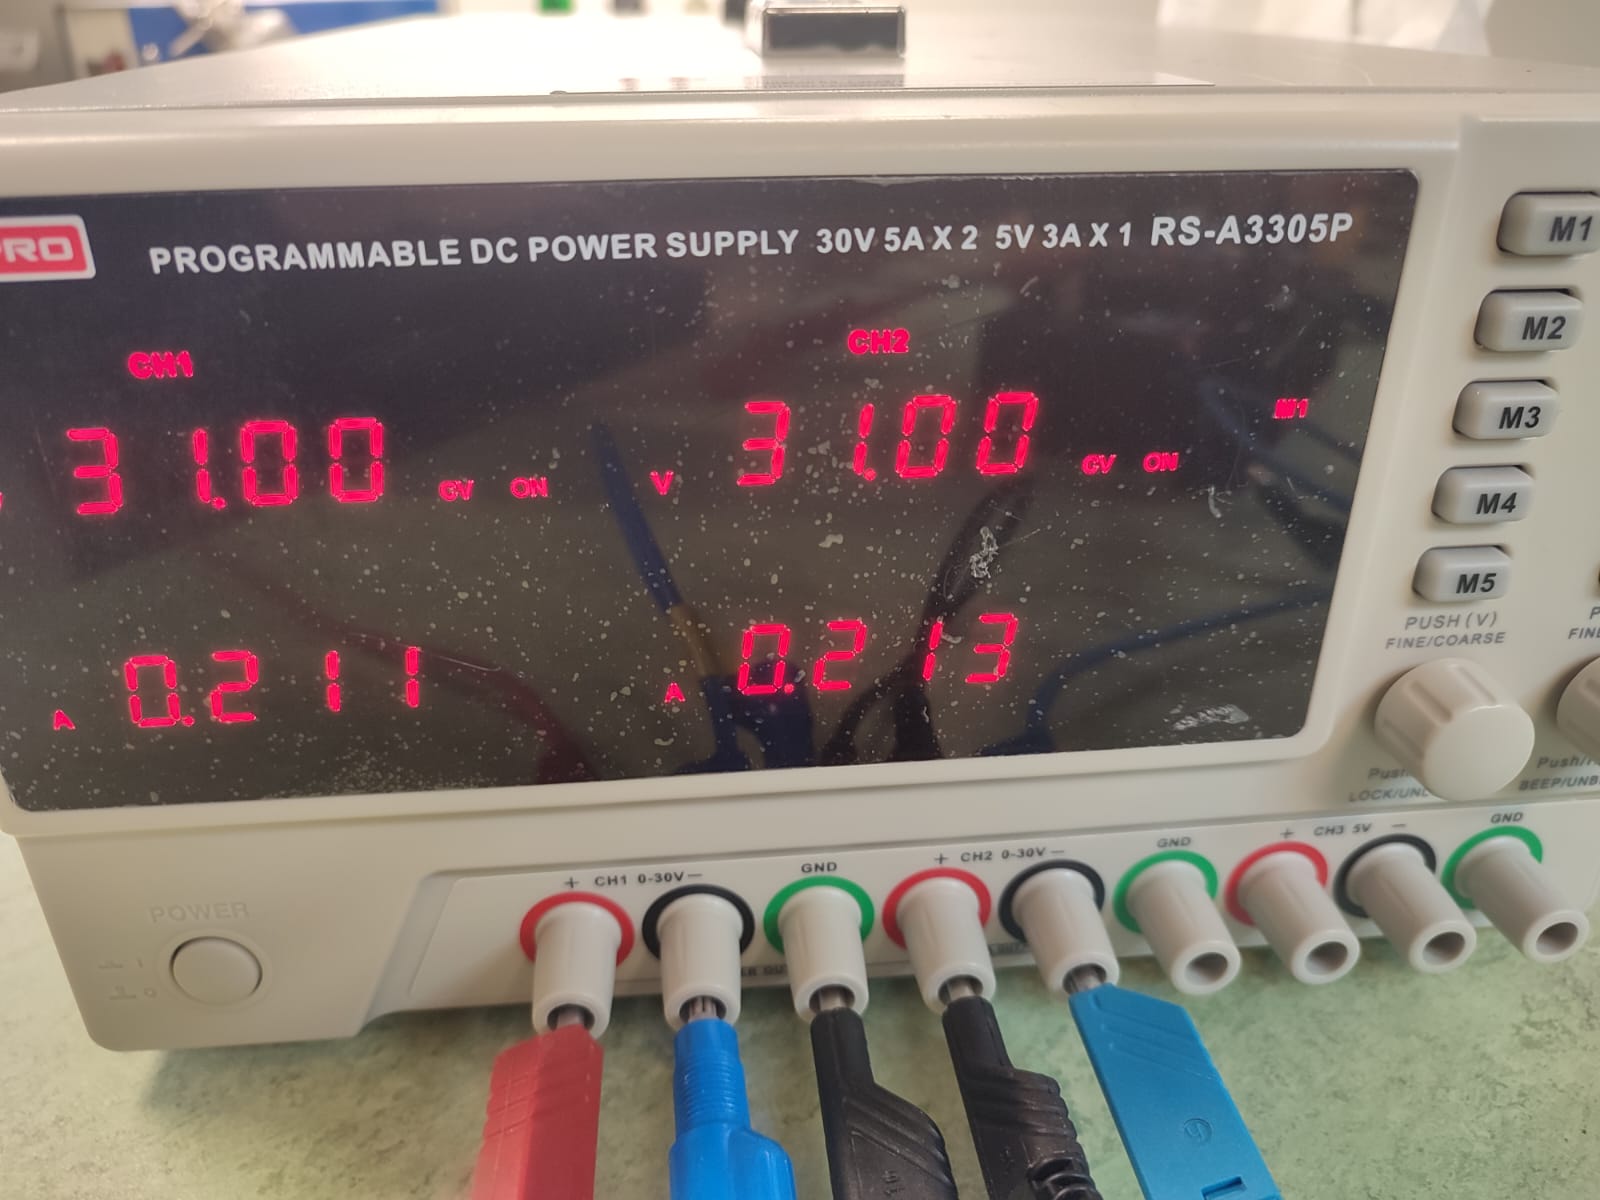 PRO
PROGRAMMABLE DC POWER SUPPLY 30V 5A X 2 5V 3A X 1 RS-A3305P
CH1
CH2
31.00 CV ON
V 31.00 CV ON
M1
A 0.211
A 0.213
M1
M2
M3
M4
M5
PUSH (V)
FINE/COARSE
BEEP/
POWER
+ CH1 0-30V −
GND
+ CH2 0-30V −
GND
+ CH3 5V −
GND